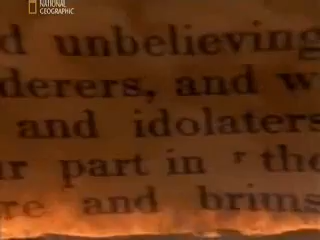 NATIONAL
GEOGRAPHIC
d unbelieving
derers, and w
and idolaters
r part in the
re and brims